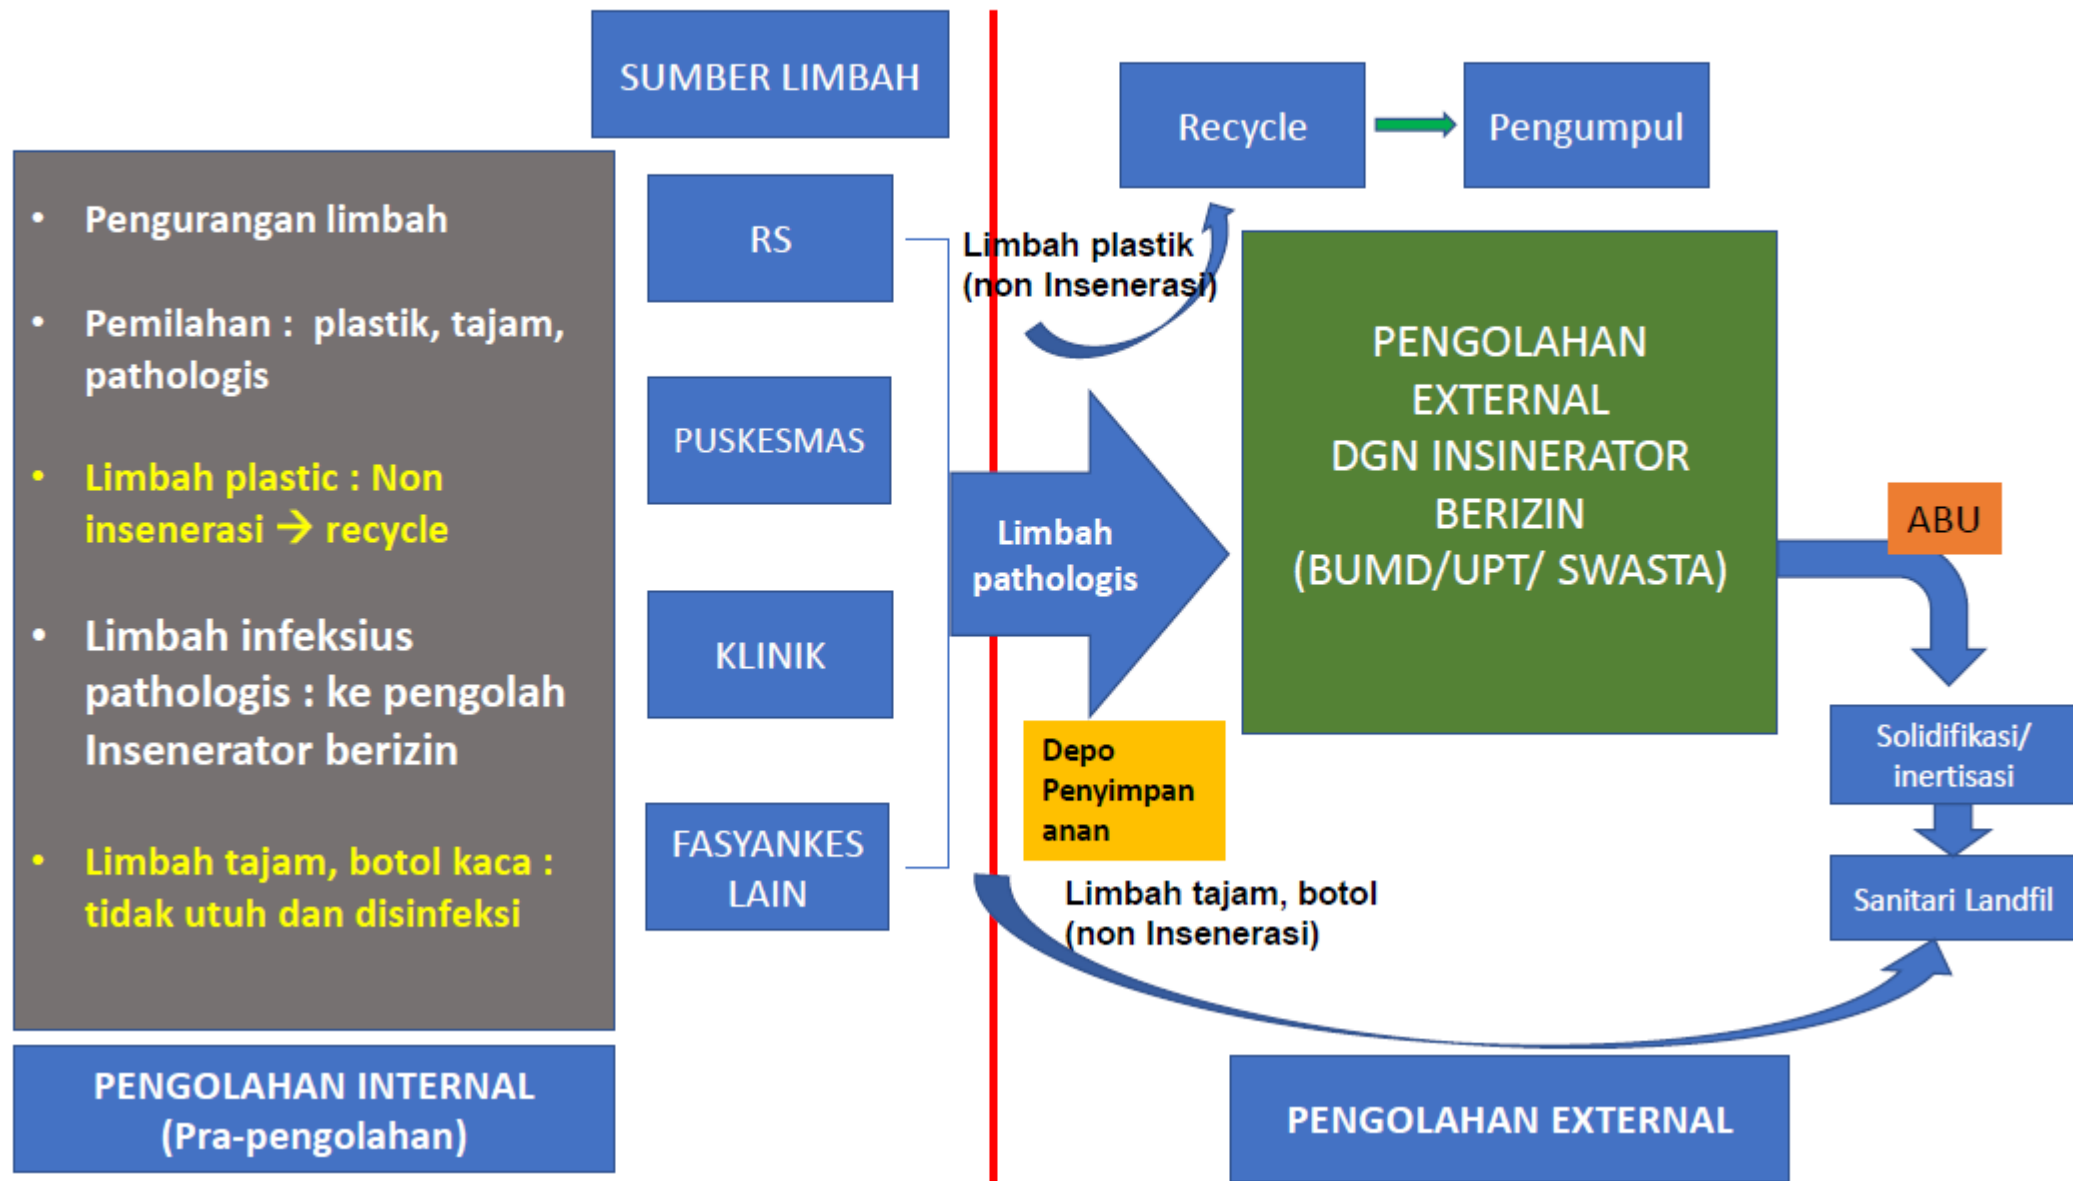 SUMBER LIMBAH
• Pengurangan limbah
• Pemilahan : plastik, tajam,
pathologis
• Limbah plastic : Non
insenerasi → recycle
• Limbah infeksius
pathologis : ke pengolah
Insenerator berizin
• Limbah tajam, botol kaca :
tidak utuh dan disinfeksi
PENGOLAHAN INTERNAL
(Pra-pengolahan)
RS
PUSKESMAS
KLINIK
FASYANKES
LAIN
Recycle
Pengumpul
Limbah plastik
(non Insenerasi)
Limbah
pathologis
Depo
Penyimpan
anan
Limbah tajam, botol
(non Insenerasi)
PENGOLAHAN
EXTERNAL
DGN INSINERATOR
BERIZIN
(BUMD/UPT/ SWASTA)
ABU
Solidifikasi/
inertisasi
Sanitari Landfil
PENGOLAHAN EXTERNAL